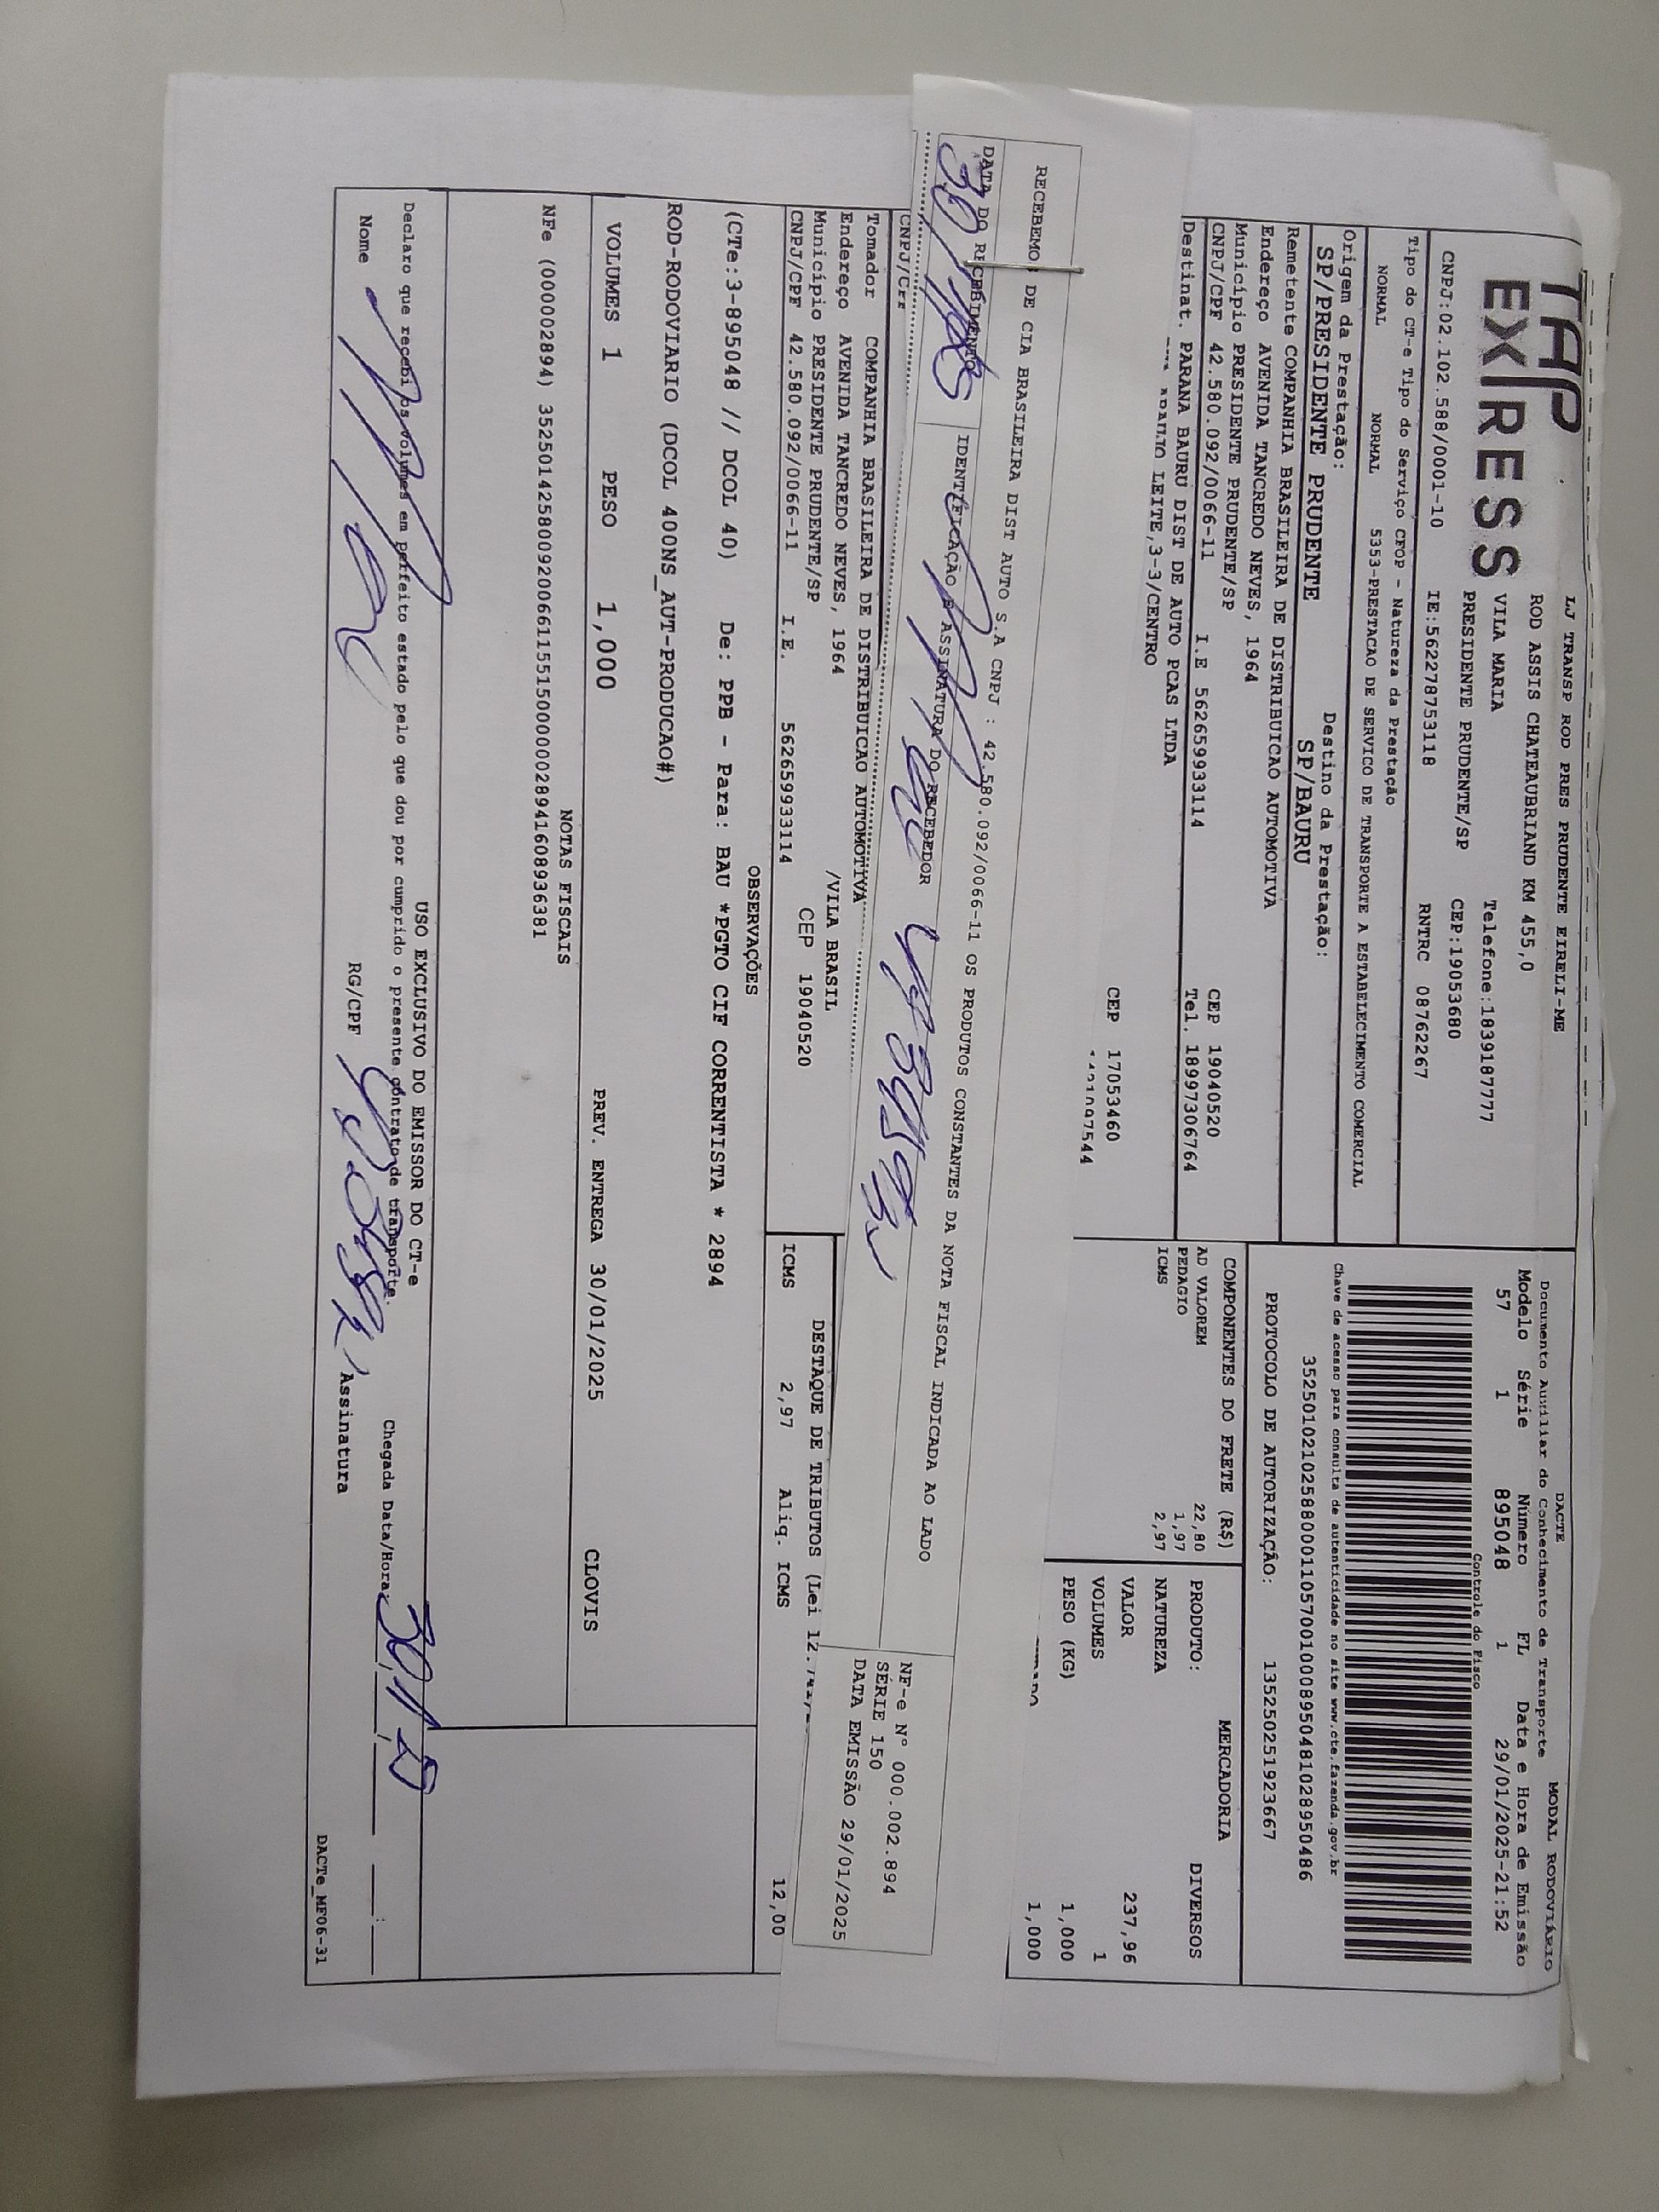 TAP
EXPRESS
LJ TRANSP ROD PRES PRUDENTE EIRELI-ME
ROD ASSIS CHATEAUBRIAND KM 455,0
VILA MARIA Telefone:1839187777
PRESIDENTE PRUDENTE/SP CEP:19053680
CNPJ:02.102.588/0001-10 IE:562278753118 RNTRC 08762267
Tipo do CT-e Tipo do Serviço CFOP - Natureza da Prestação
NORMAL NORMAL 5353-PRESTACAO DE SERVICO DE TRANSPORTE A ESTABELECIMENTO COMERCIAL
Origem da Prestação: Destino da Prestação:
SP/PRESIDENTE PRUDENTE SP/BAURU
Remetente COMPANHIA BRASILEIRA DE DISTRIBUICAO AUTOMOTIVA
Endereço AVENIDA TANCREDO NEVES, 1964
Município PRESIDENTE PRUDENTE/SP CEP 19040520
CNPJ/CPF 42.580.092/0066-11 I.E 562659933114 Tel. 18997306764
Destinat. PARANA BAURU DIST DE AUTO PCAS LTDA
LEITE,3-3/CENTRO
CEP 17053460
DACTE MODAL RODOVIÁRIO
Documento Auxiliar do Conhecimento de Transporte
Modelo Série Número FL Data e Hora de Emissão
57 1 895048 1 29/01/2025-21:52
Controle do Fisco
Chave de acesso para consulta de autenticidade no site www.cte.fazenda.gov.br
35250102102588000110570010008950481028950486
PROTOCOLO DE AUTORIZAÇÃO: 135250251923667
COMPONENTES DO FRETE (R$)
AD VALOREM 22,80
PEDAGIO 1,97
ICMS 2,97
MERCADORIA
PRODUTO: DIVERSOS
NATUREZA
VALOR 237,96
VOLUMES 1
PESO (KG) 1,000
1,000
RECEBEMOS DE CIA BRASILEIRA DIST AUTO S.A CNPJ : 42.580.092/0066-11 OS PRODUTOS CONSTANTES DA NOTA FISCAL INDICADA AO LADO
DATA DO RECEBIMENTO IDENTIFICAÇÃO E ASSINATURA DO RECEBEDOR
NF-e Nº 000.002.894
SÉRIE 150
DATA EMISSÃO 29/01/2025
CNPJ/CPF
Tomador COMPANHIA BRASILEIRA DE DISTRIBUICAO AUTOMOTIVA
Endereço AVENIDA TANCREDO NEVES, 1964 /VILA BRASIL
Município PRESIDENTE PRUDENTE/SP CEP 19040520
CNPJ/CPF 42.580.092/0066-11 I.E. 562659933114
DESTAQUE DE TRIBUTOS (Lei 12.
ICMS 2,97 Aliq. ICMS 12,00
OBSERVAÇÕES
(CTe:3-895048 // DCOL 40) De: PPB - Para: BAU *PGTO CIF CORRENTISTA * 2894
ROD-RODOVIARIO (DCOL 400NS_AUT-PRODUCAO#)
VOLUMES 1 PESO 1,000 PREV. ENTREGA 30/01/2025 CLOVIS
NOTAS FISCAIS
NFe (000002894) 35250142580092006611551500000028941608936381
USO EXCLUSIVO DO EMISSOR DO CT-e
Declaro que recebi os volumes em perfeito estado pelo que dou por cumprido o presente contrato de transporte.
Chegada Data/Hora: 30/1/25
Nome RG/CPF Assinatura
DACTe_MF06-31